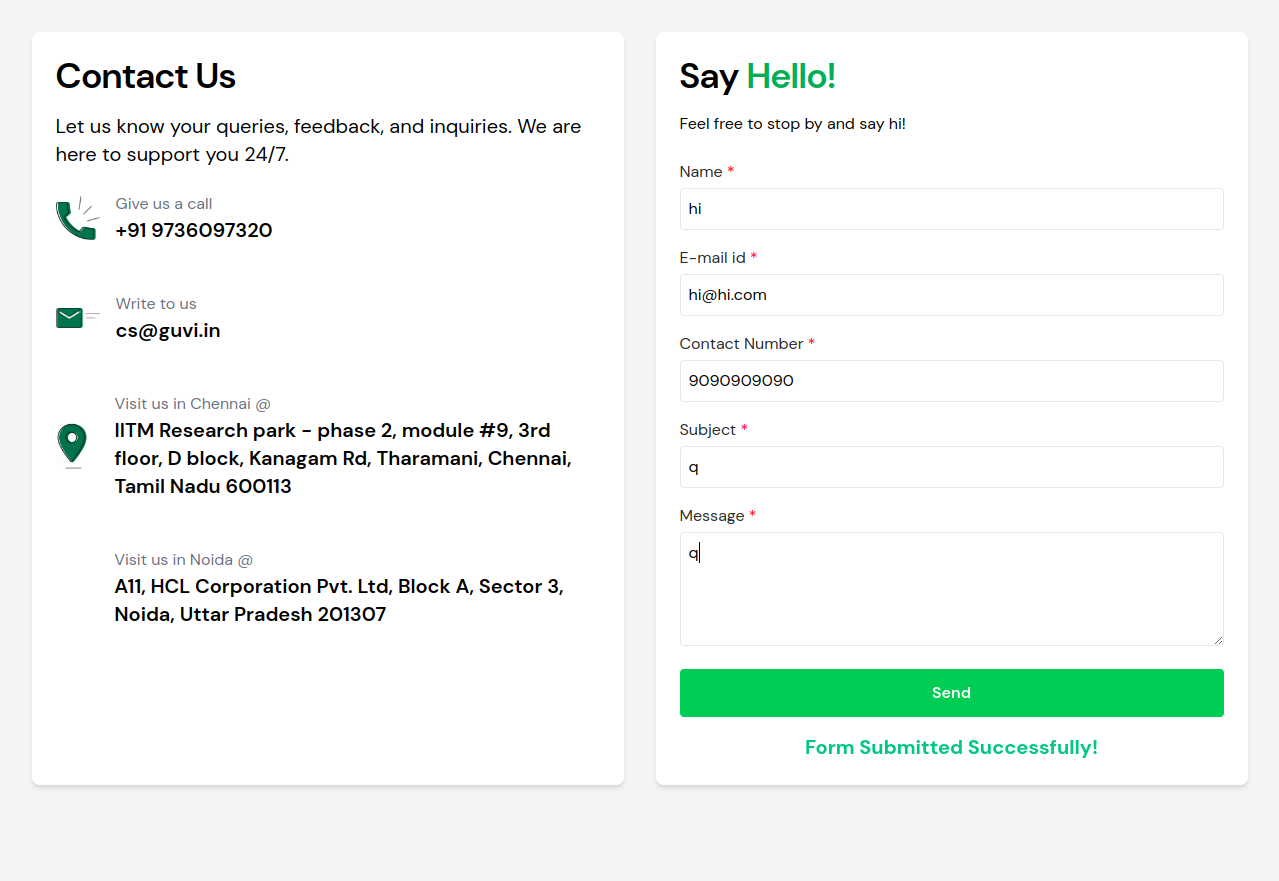 Contact Us
Let us know your queries, feedback, and inquiries. We are
here to support you 24/7.
Give us a call
+91 9736097320
Write to us
cs@guvi.in
Visit us in Chennai @
IITM Research park - phase 2, module #9, 3rd
floor, D block, Kanagam Rd, Tharamani, Chennai,
Tamil Nadu 600113
Visit us in Noida @
A11, HCL Corporation Pvt. Ltd, Block A, Sector 3,
Noida, Uttar Pradesh 201307
Say Hello!
Feel free to stop by and say hi!
Name *
hi
E-mail id *
hi@hi.com
Contact Number *
9090909090
Subject *
q
Message *
q
Send
Form Submitted Successfully!